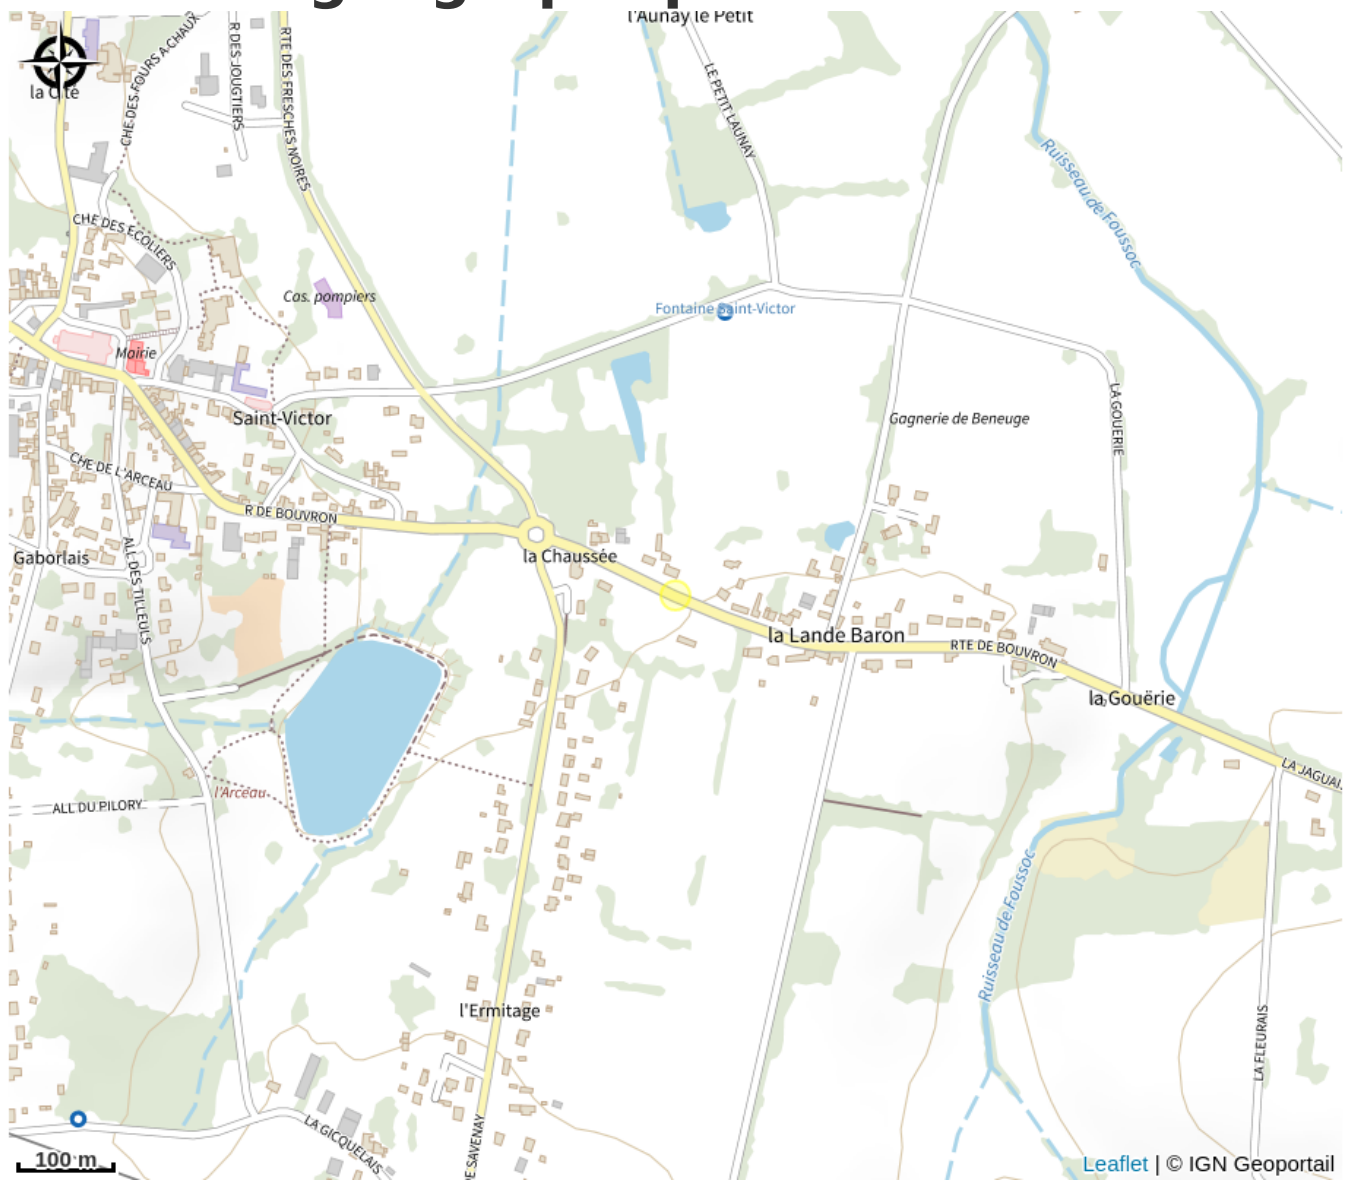 l'Aunay le Petit
la Cité
CHE DES FOURS A CHAUX
R DES JOUGTIERS
RTE DES FRESCHES NOIRES
LE PETIT LAUNAY
Ruisseau de Foussoc
CHE DES ECOLIERS
Cas. pompiers
Fontaine Saint-Victor
Mairie
Saint-Victor
Gagnerie de Beneuge
LA GOUERIE
CHE DE L'ARCEAU
R DE BOUVRON
Gaborlais
la Chaussée
ALL DES TILLEULS
la Lande Baron
RTE DE BOUVRON
la Gouërie
LA JAGUAI
l'Arceau
ALL DU PILORY
Ruisseau de Foussoc
l'Ermitage
LA FLEURAIS
LA GICQUELAIS
DE SAVENAY
100 m
Leaflet | © IGN Geoportail